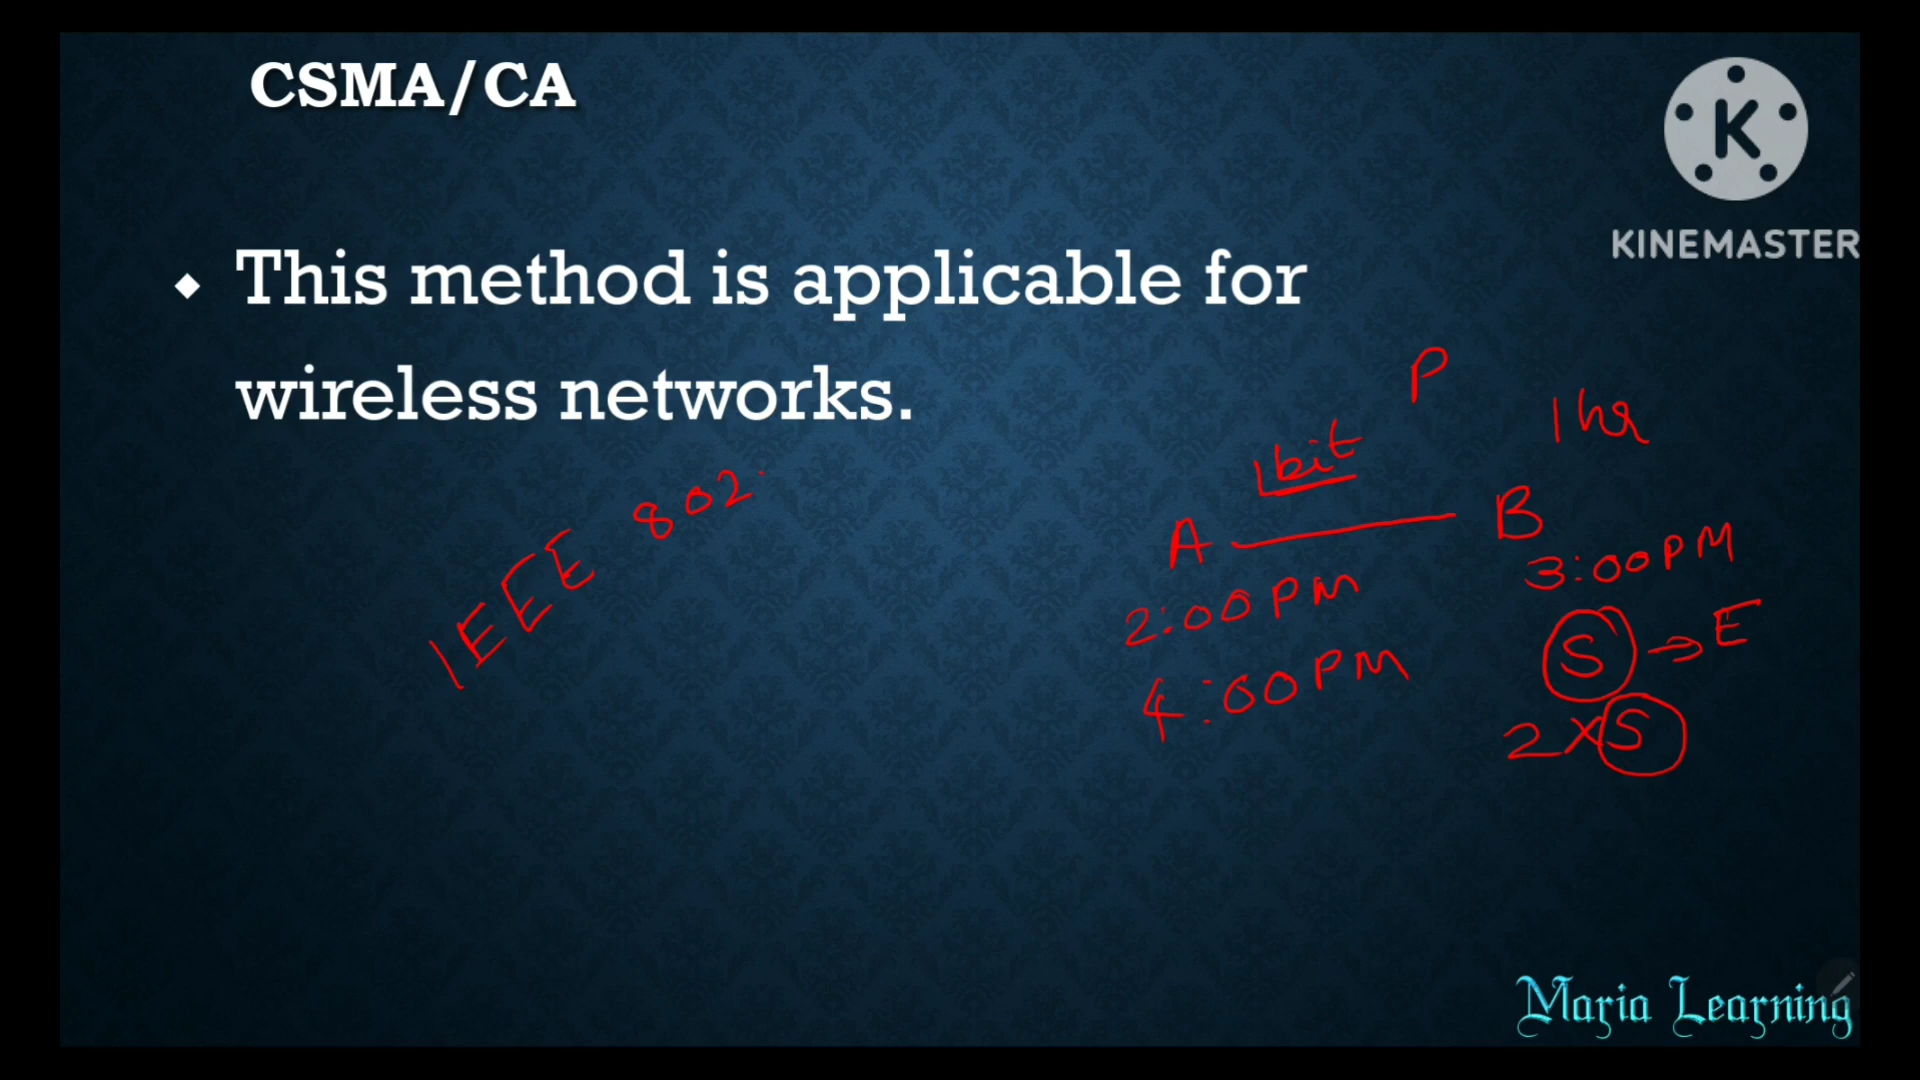 CSMA/CA
K
KINEMASTER
◆ This method is applicable for
wireless networks.
P
1hr
1bit
IEEE 802.
A B
2:00PM 3:00PM
S → E
4:00PM
2×S
Maria Learning